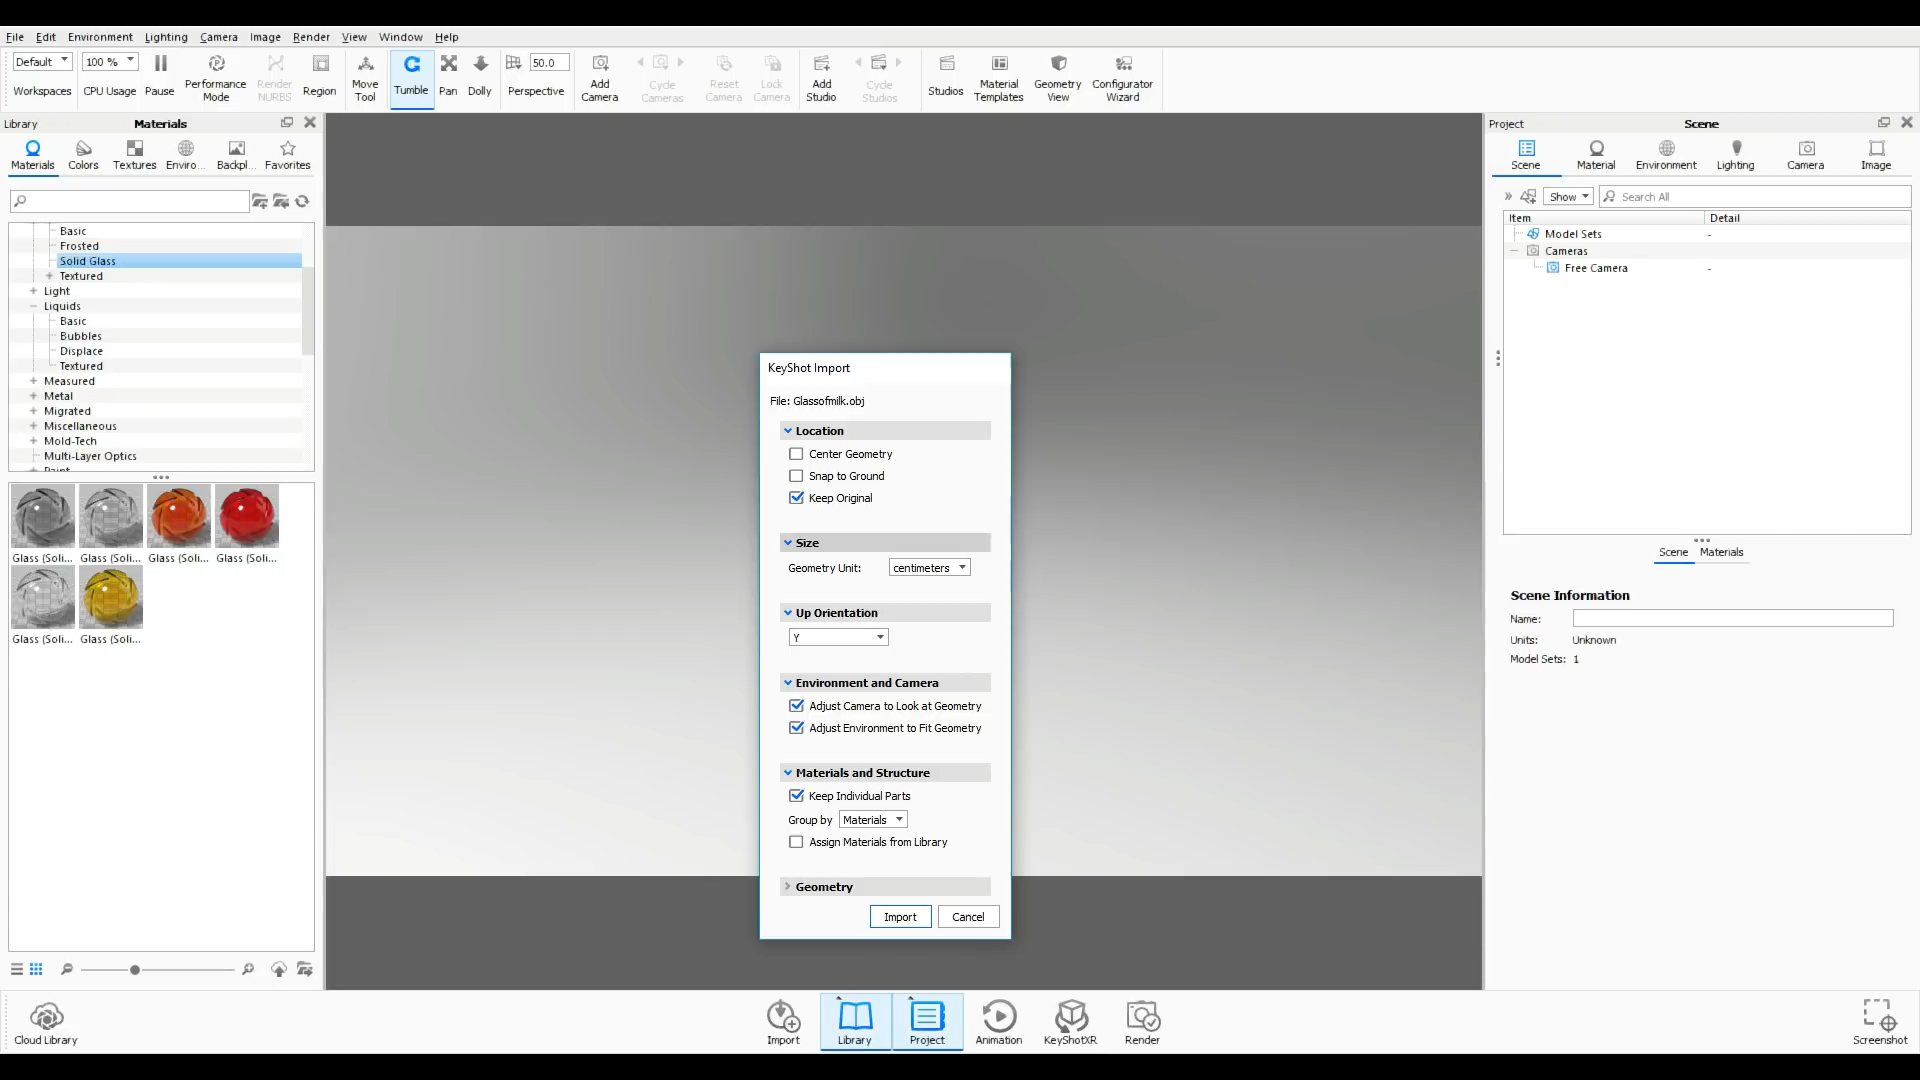 File Edit Environment Lighting Camera Image Render View Window Help
Default 100 % 50.0
Workspaces CPU Usage Pause Performance Mode Render NURBS Region Move Tool Tumble Pan Dolly Perspective Add Camera Cycle Cameras Reset Camera Lock Camera Add Studio Cycle Studios Studios Material Templates Geometry View Configurator Wizard
Library Materials
Materials Colors Textures Enviro... Backpl... Favorites
Basic
Frosted
Solid Glass
Textured
Light
Liquids
Basic
Bubbles
Displace
Textured
Measured
Metal
Migrated
Miscellaneous
Mold-Tech
Multi-Layer Optics
Paint
Glass (Soli... Glass (Soli... Glass (Soli... Glass (Soli...
Glass (Soli... Glass (Soli...
KeyShot Import
File: Glassofmilk.obj
Location
Center Geometry
Snap to Ground
Keep Original
Size
Geometry Unit: centimeters
Up Orientation
Y
Environment and Camera
Adjust Camera to Look at Geometry
Adjust Environment to Fit Geometry
Materials and Structure
Keep Individual Parts
Group by Materials
Assign Materials from Library
Geometry
Import Cancel
Project Scene
Scene Material Environment Lighting Camera Image
Show Search All
Item Detail
Model Sets -
Cameras
Free Camera -
Scene Materials
Scene Information
Name:
Units: Unknown
Model Sets: 1
Cloud Library Import Library Project Animation KeyShotXR Render Screenshot